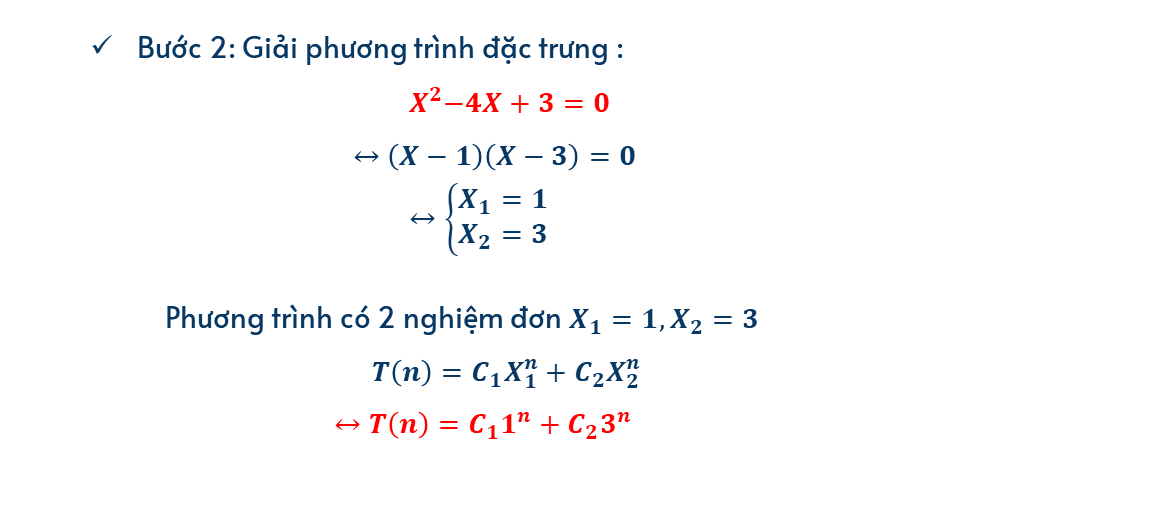 ✓ Bước 2: Giải phương trình đặc trưng :
X² − 4X + 3 = 0
↔ (X − 1)(X − 3) = 0
↔ {X₁ = 1
X₂ = 3
Phương trình có 2 nghiệm đơn X₁ = 1, X₂ = 3
T(n) = C₁X₁ⁿ + C₂X₂ⁿ
↔ T(n) = C₁1ⁿ + C₂3ⁿ